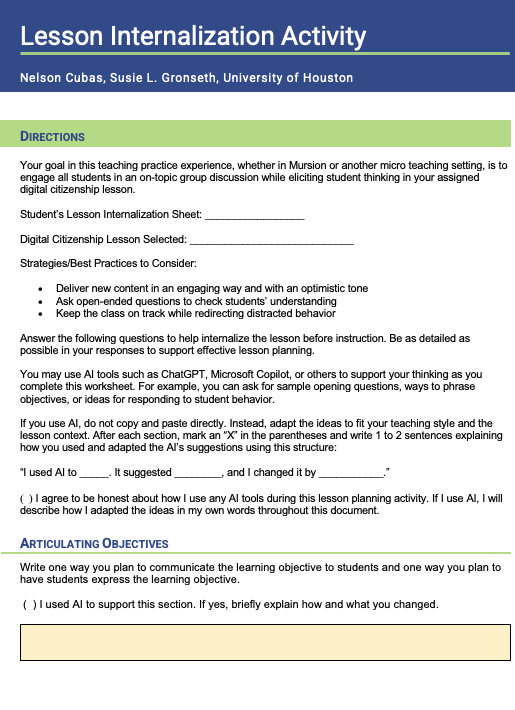 Lesson Internalization Activity
Nelson Cubas, Susie L. Gronseth, University of Houston
DIRECTIONS
Your goal in this teaching practice experience, whether in Mursion or another micro teaching setting, is to
engage all students in an on-topic group discussion while eliciting student thinking in your assigned
digital citizenship lesson.
Student's Lesson Internalization Sheet: _________________
Digital Citizenship Lesson Selected: ____________________________
Strategies/Best Practices to Consider:
• Deliver new content in an engaging way and with an optimistic tone
• Ask open-ended questions to check students' understanding
• Keep the class on track while redirecting distracted behavior
Answer the following questions to help internalize the lesson before instruction. Be as detailed as
possible in your responses to support effective lesson planning.
You may use AI tools such as ChatGPT, Microsoft Copilot, or others to support your thinking as you
complete this worksheet. For example, you can ask for sample opening questions, ways to phrase
objectives, or ideas for responding to student behavior.
If you use AI, do not copy and paste directly. Instead, adapt the ideas to fit your teaching style and the
lesson context. After each section, mark an “X” in the parentheses and write 1 to 2 sentences explaining
how you used and adapted the AI's suggestions using this structure:
“I used AI to _____. It suggested ________, and I changed it by ___________.”
( ) I agree to be honest about how I use any AI tools during this lesson planning activity. If I use AI, I will
describe how I adapted the ideas in my own words throughout this document.
ARTICULATING OBJECTIVES
Write one way you plan to communicate the learning objective to students and one way you plan to
have students express the learning objective.
( ) I used AI to support this section. If yes, briefly explain how and what you changed.